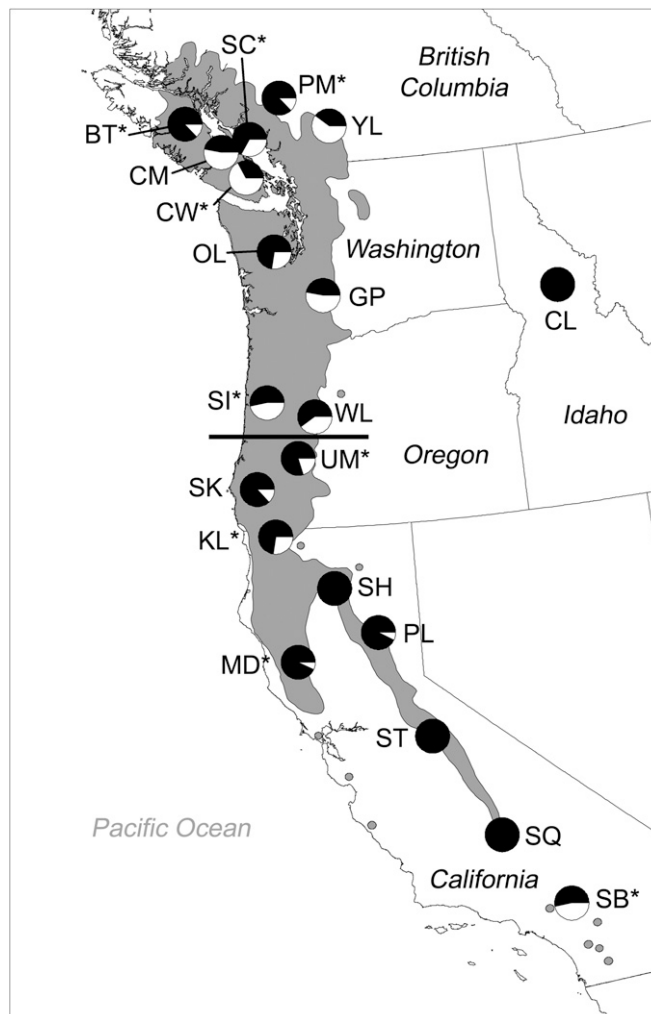 SC*
PM*
British
Columbia
YL
BT*
CM
CW*
OL
Washington
GP
CL
SI*
WL
Idaho
UM*
Oregon
SK
KL*
SH
PL
MD*
ST
Pacific Ocean
SQ
California
SB*